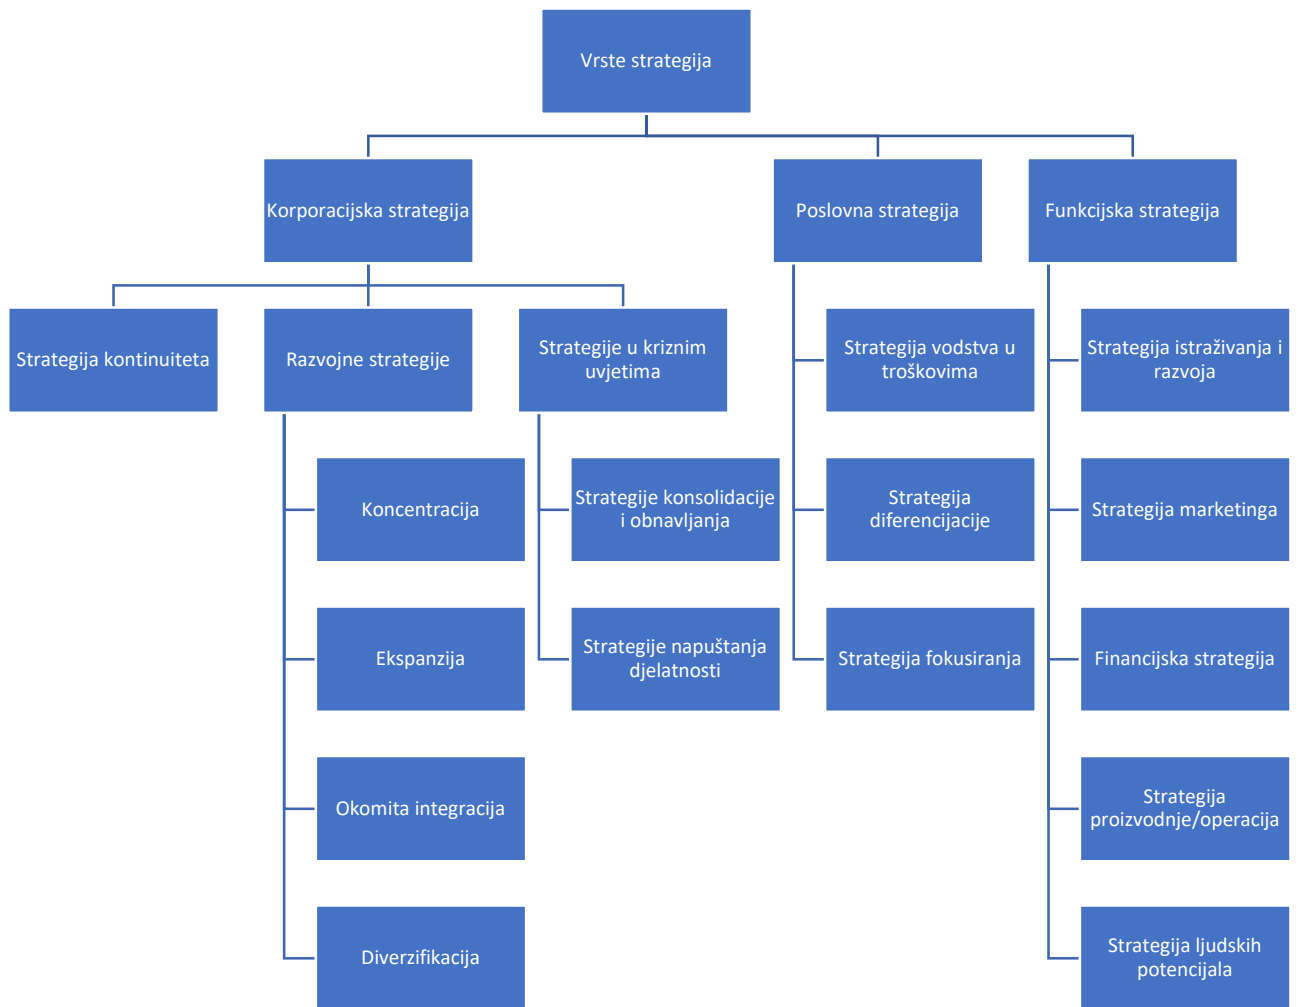 Vrste strategija
Korporacijska strategija
Poslovna strategija
Funkcijska strategija
Strategija kontinuiteta
Razvojne strategije
Strategije u kriznim
uvjetima
Strategija vodstva u
troškovima
Strategija istraživanja i
razvoja
Koncentracija
Strategije konsolidacije
i obnavljanja
Strategija
diferencijacije
Strategija marketinga
Ekspanzija
Strategije napuštanja
djelatnosti
Strategija fokusiranja
Financijska strategija
Okomita integracija
Strategija
proizvodnje/operacija
Diverzifikacija
Strategija ljudskih
potencijala